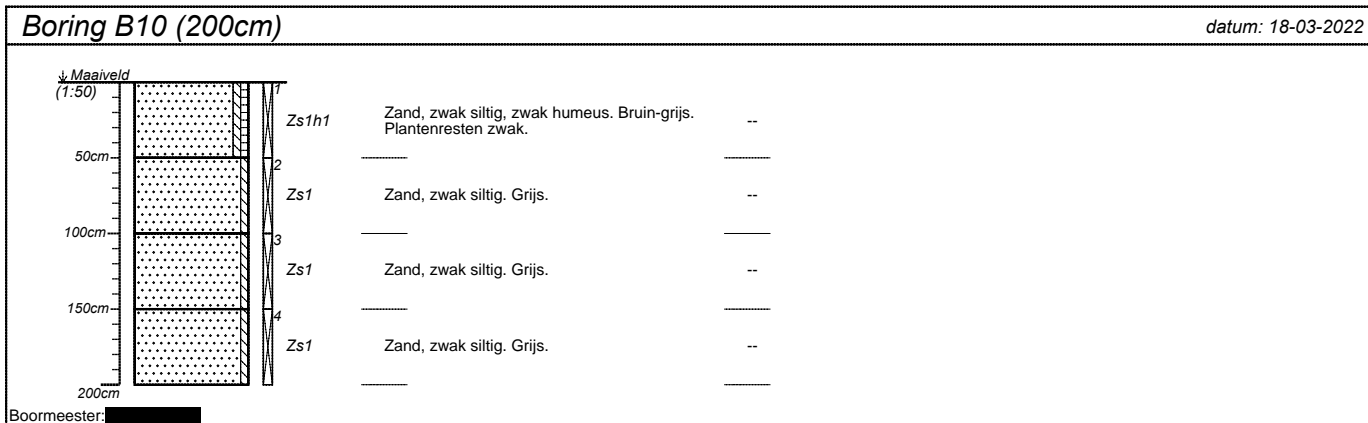 Boring B10 (200cm)
datum: 18-03-2022
Maaiveld
(1:50)
1
Zs1h1
Zand, zwak siltig, zwak humeus. Bruin-grijs.
Plantenresten zwak.
--
50cm
2
Zs1
Zand, zwak siltig. Grijs.
--
100cm
3
Zs1
Zand, zwak siltig. Grijs.
--
150cm
4
Zs1
Zand, zwak siltig. Grijs.
--
200cm
Boormeester: